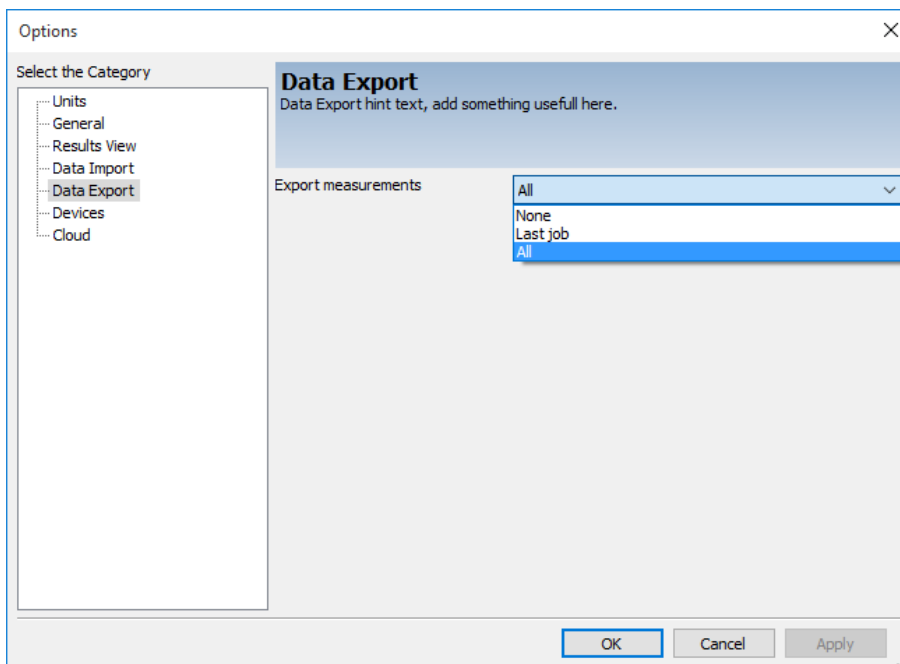 Options
Select the Category
Units
General
Results View
Data Import
Data Export
Devices
Cloud
Data Export
Data Export hint text, add something usefull here.
Export measurements
All
None
Last job
All
OK
Cancel
Apply